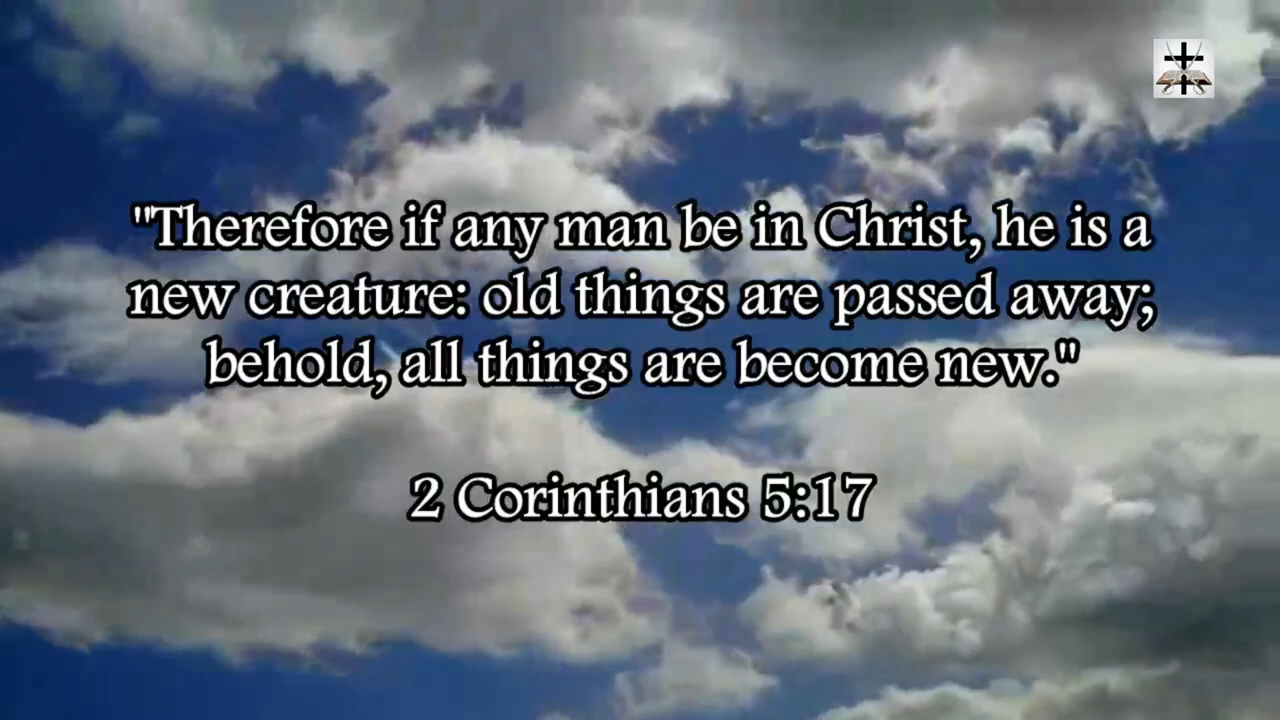 "Therefore if any man be in Christ, he is a
new creature: old things are passed away;
behold, all things are become new."
2 Corinthians 5:17